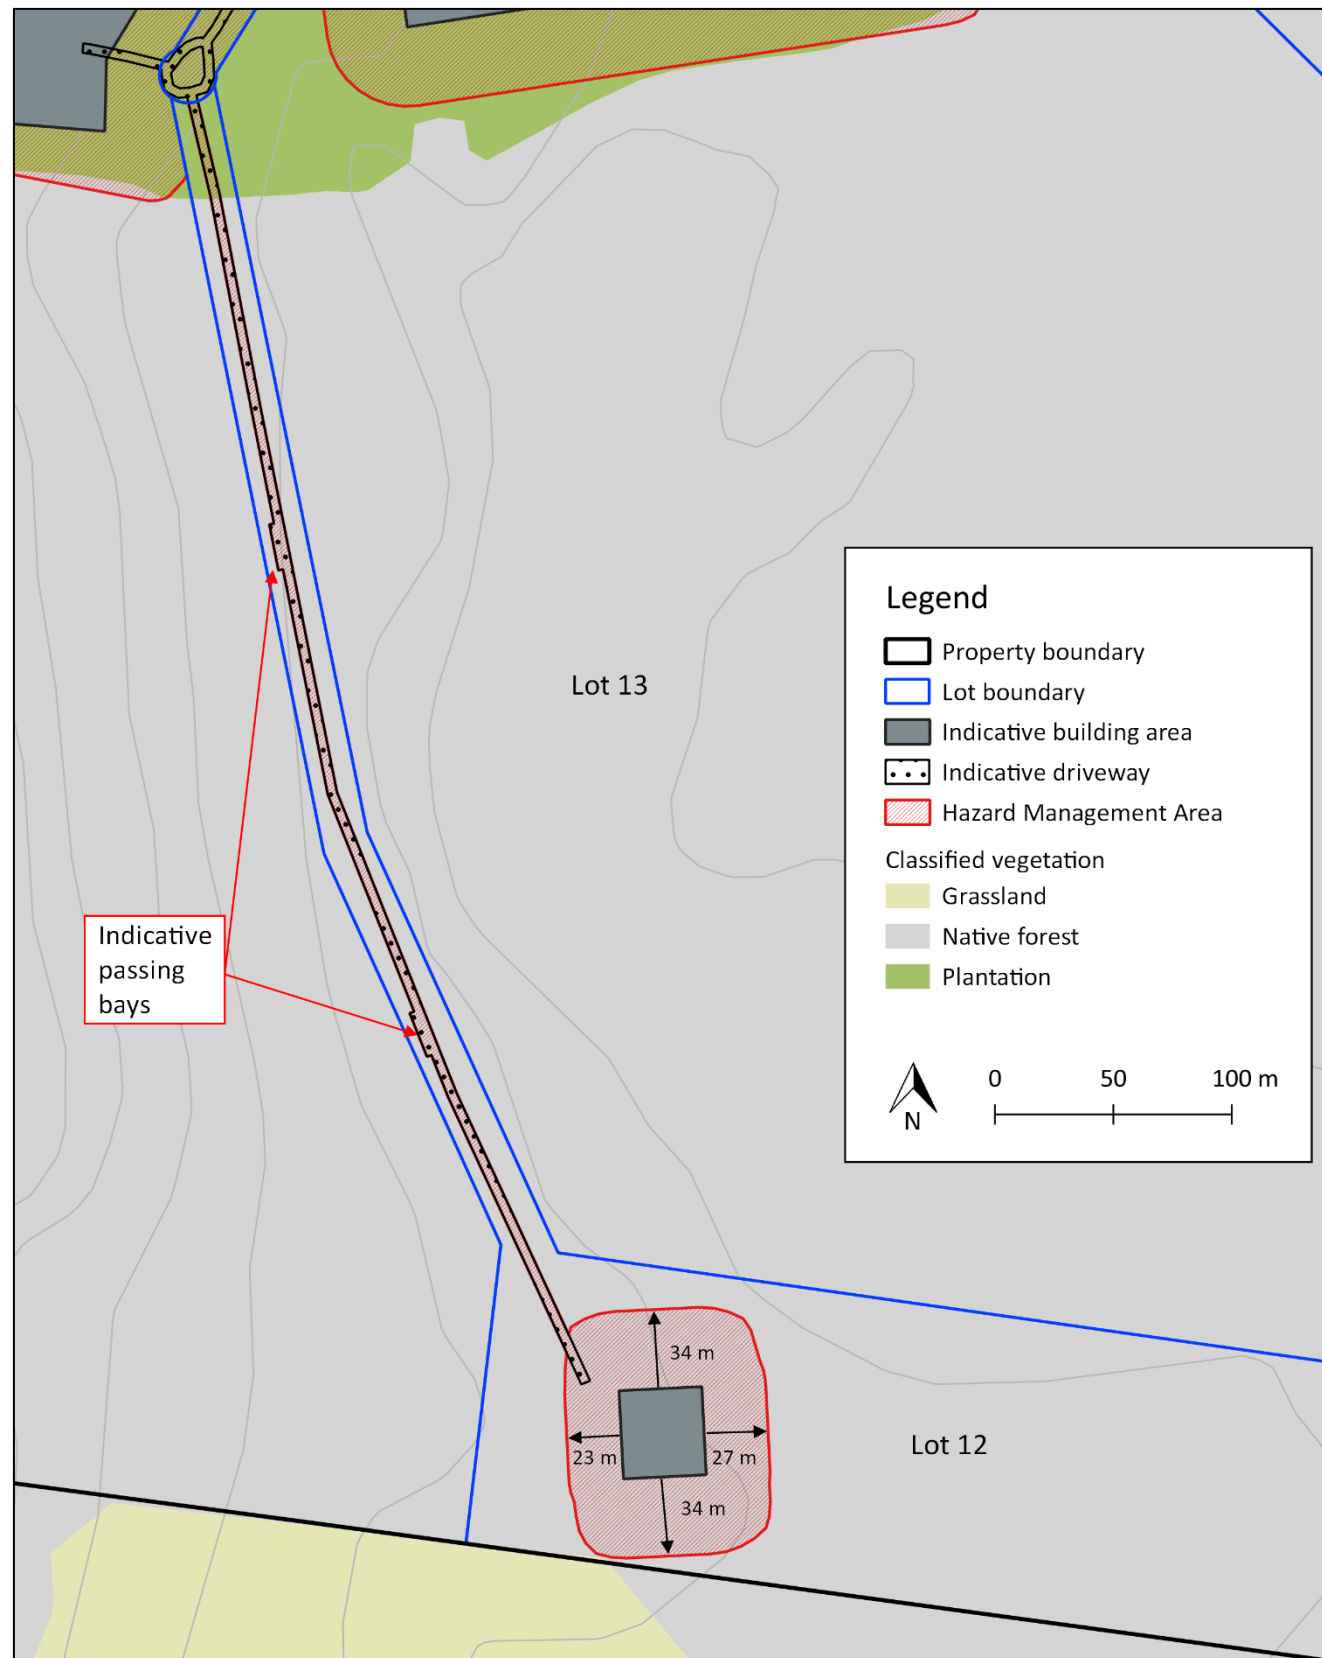 Lot 13
Legend
Property boundary
Lot boundary
Indicative building area
Indicative driveway
Hazard Management Area
Classified vegetation
Grassland
Native forest
Plantation
N
0 50 100 m
Indicative
passing
bays
34 m
23 m
27 m
34 m
Lot 12